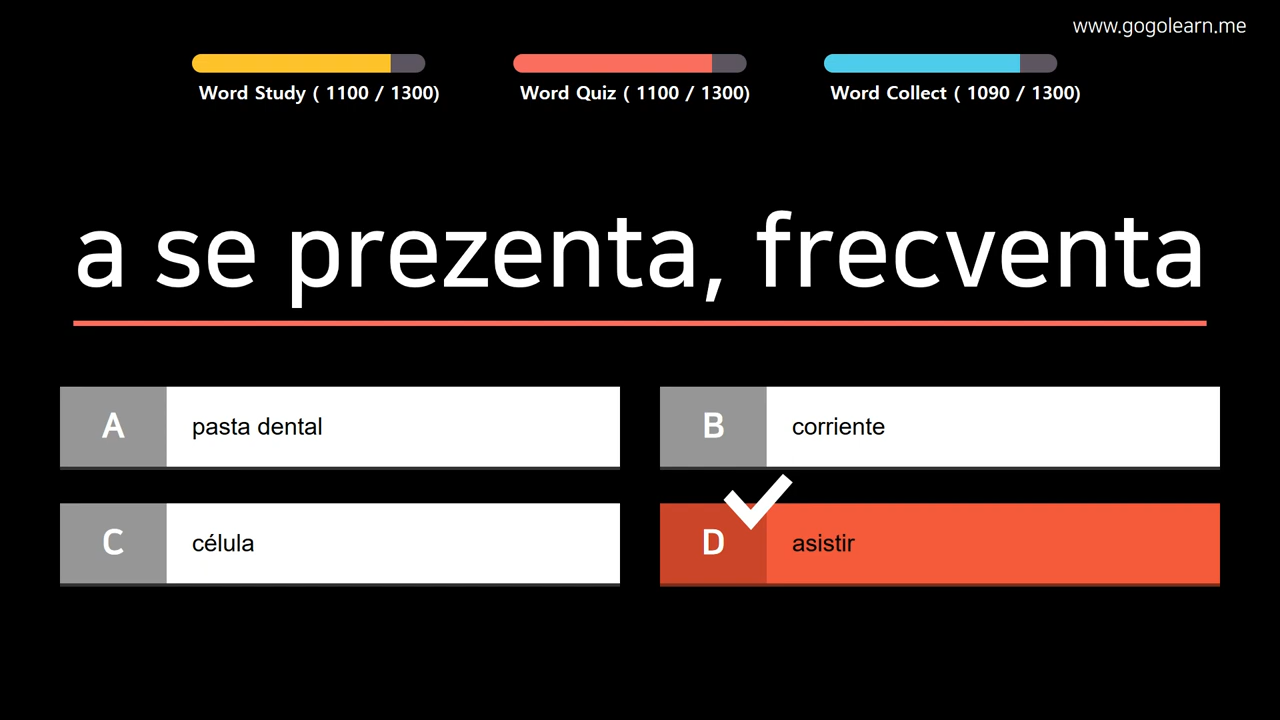 www.gogolearn.me
Word Study ( 1100 / 1300)
Word Quiz ( 1100 / 1300)
Word Collect ( 1090 / 1300)
a se prezenta, frecventa
A pasta dental
B corriente
C célula
D asistir